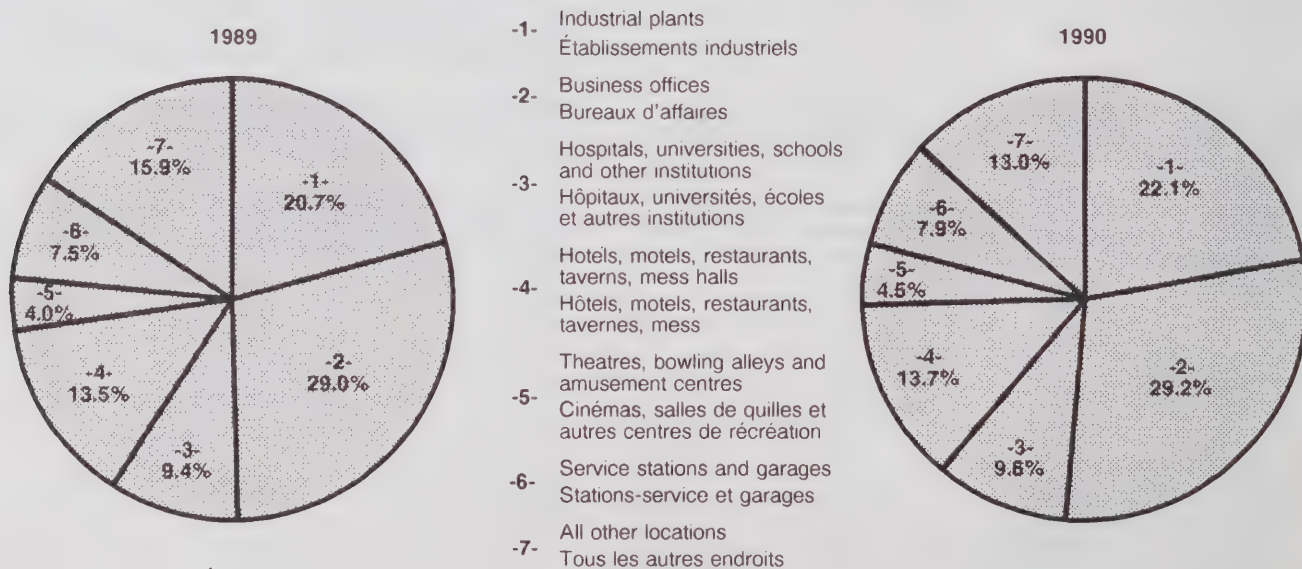 1989
-7-
15.9%
-1-
20.7%
-6-
7.5%
-5-
4.0%
-4-
13.5%
-3-
9.4%
-2-
29.0%
-1-
Industrial plants
Établissements industriels
-2-
Business offices
Bureaux d'affaires
-3-
Hospitals, universities, schools
and other institutions
Hôpitaux, universités, écoles
et autres institutions
-4-
Hotels, motels, restaurants,
taverns, mess halls
Hôtels, motels, restaurants,
tavernes, mess
-5-
Theatres, bowling alleys and
amusement centres
Cinémas, salles de quilles et
autres centres de récréation
-6-
Service stations and garages
Stations-service et garages
-7-
All other locations
Tous les autres endroits
1990
-7-
13.0%
-1-
22.1%
-6-
7.9%
-5-
4.5%
-4-
13.7%
-3-
9.6%
-2-
29.2%